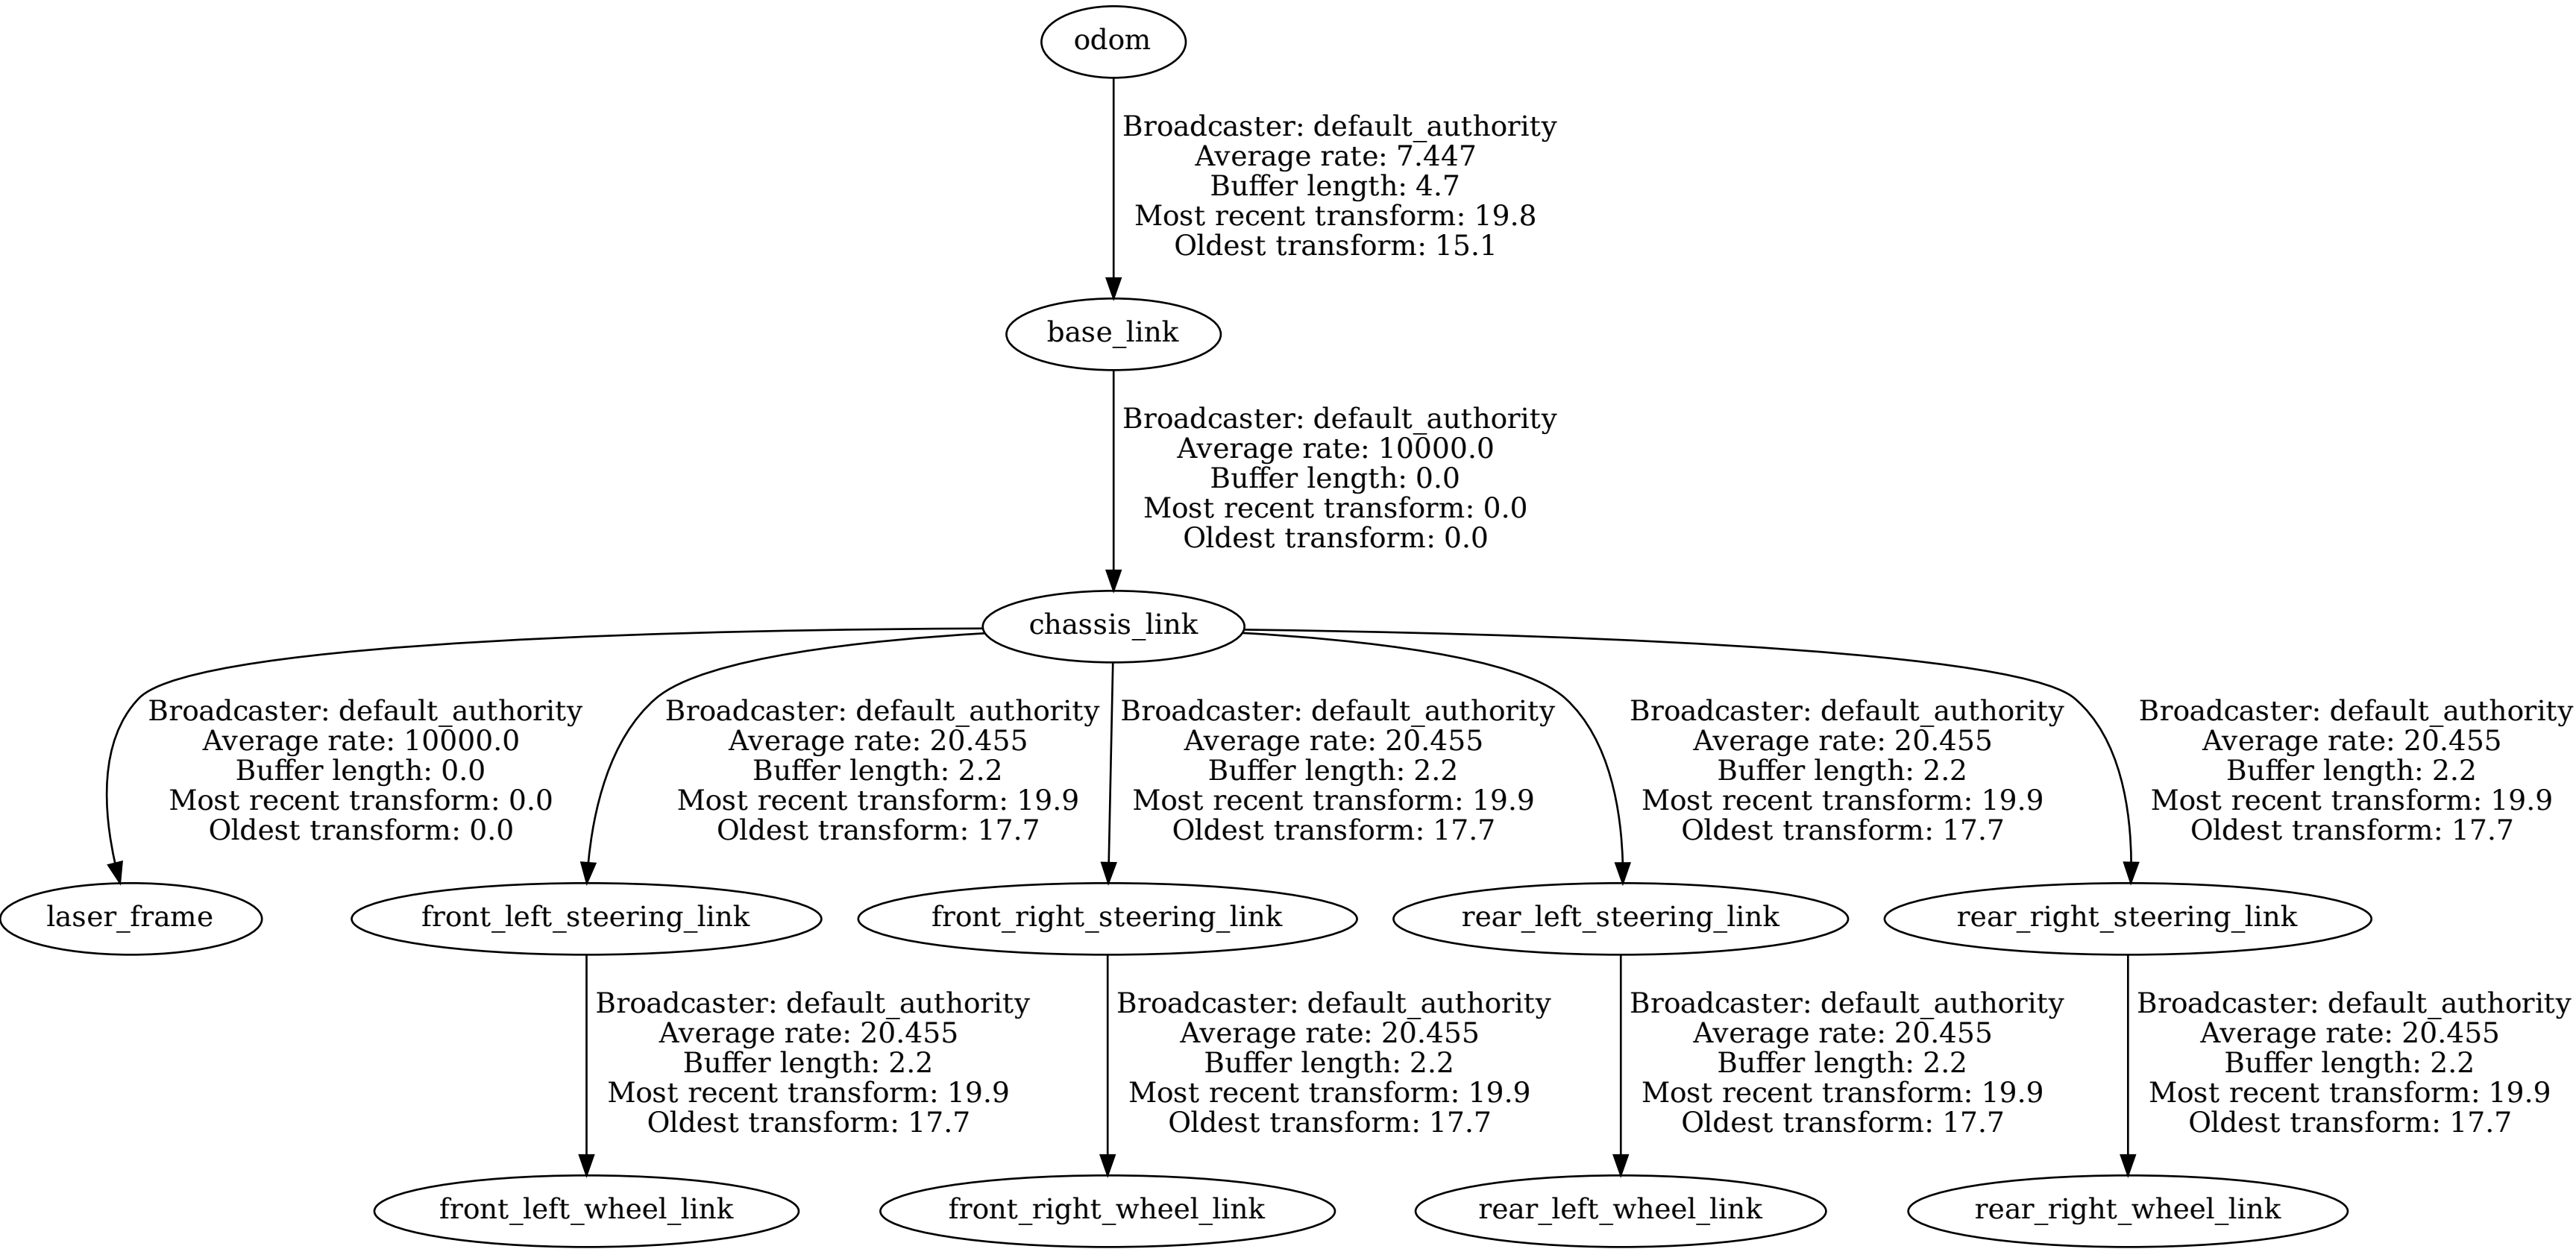 odom
Broadcaster: default_authority
Average rate: 7.447
Buffer length: 4.7
Most recent transform: 19.8
Oldest transform: 15.1
base_link
Broadcaster: default_authority
Average rate: 10000.0
Buffer length: 0.0
Most recent transform: 0.0
Oldest transform: 0.0
chassis_link
Broadcaster: default_authority
Average rate: 10000.0
Buffer length: 0.0
Most recent transform: 0.0
Oldest transform: 0.0
Broadcaster: default_authority
Average rate: 20.455
Buffer length: 2.2
Most recent transform: 19.9
Oldest transform: 17.7
Broadcaster: default_authority
Average rate: 20.455
Buffer length: 2.2
Most recent transform: 19.9
Oldest transform: 17.7
Broadcaster: default_authority
Average rate: 20.455
Buffer length: 2.2
Most recent transform: 19.9
Oldest transform: 17.7
Broadcaster: default_authority
Average rate: 20.455
Buffer length: 2.2
Most recent transform: 19.9
Oldest transform: 17.7
laser_frame
front_left_steering_link
front_right_steering_link
rear_left_steering_link
rear_right_steering_link
Broadcaster: default_authority
Average rate: 20.455
Buffer length: 2.2
Most recent transform: 19.9
Oldest transform: 17.7
Broadcaster: default_authority
Average rate: 20.455
Buffer length: 2.2
Most recent transform: 19.9
Oldest transform: 17.7
Broadcaster: default_authority
Average rate: 20.455
Buffer length: 2.2
Most recent transform: 19.9
Oldest transform: 17.7
Broadcaster: default_authority
Average rate: 20.455
Buffer length: 2.2
Most recent transform: 19.9
Oldest transform: 17.7
front_left_wheel_link
front_right_wheel_link
rear_left_wheel_link
rear_right_wheel_link